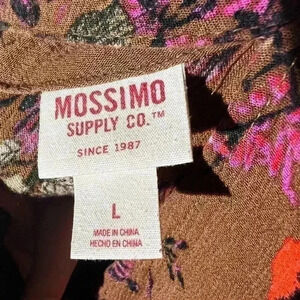 MOSSIMO
SUPPLY CO.™
SINCE 1987
L
MADE IN CHINA
HECHO EN CHINA